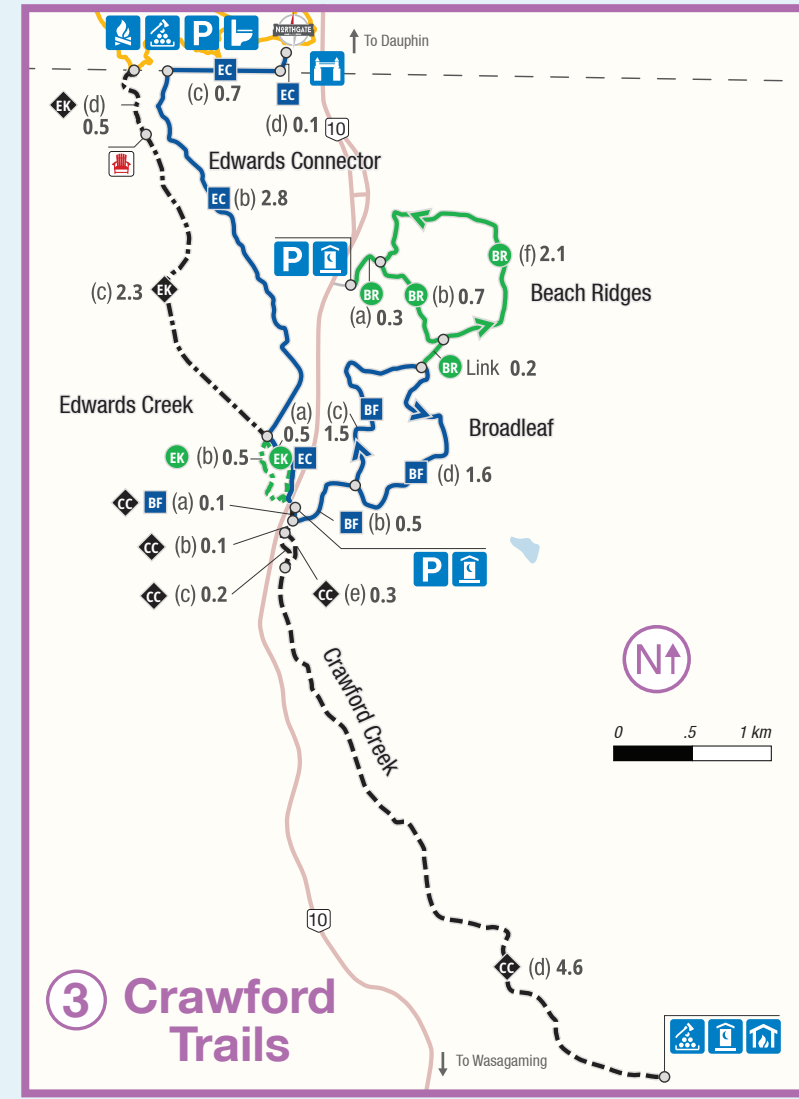 NORTHGATE
P
To Dauphin
EC
(c) 0.7
EC
(d) 0.1
10
EK (d)
0.5
Edwards Connector
EC (b) 2.8
P
BR (f) 2.1
(c) 2.3 EK
BR
(a) 0.3
BR (b) 0.7
Beach Ridges
BR Link 0.2
Edwards Creek
(a)
0.5
(c)
1.5
BF
Broadleaf
EK (b) 0.5
EK EC
BF (d) 1.6
CC BF (a) 0.1
BF (b) 0.5
CC (b) 0.1
P
CC (c) 0.2
CC (e) 0.3
Crawford Creek
N
0 .5 1 km
10
CC (d) 4.6
3 Crawford
Trails
To Wasagaming